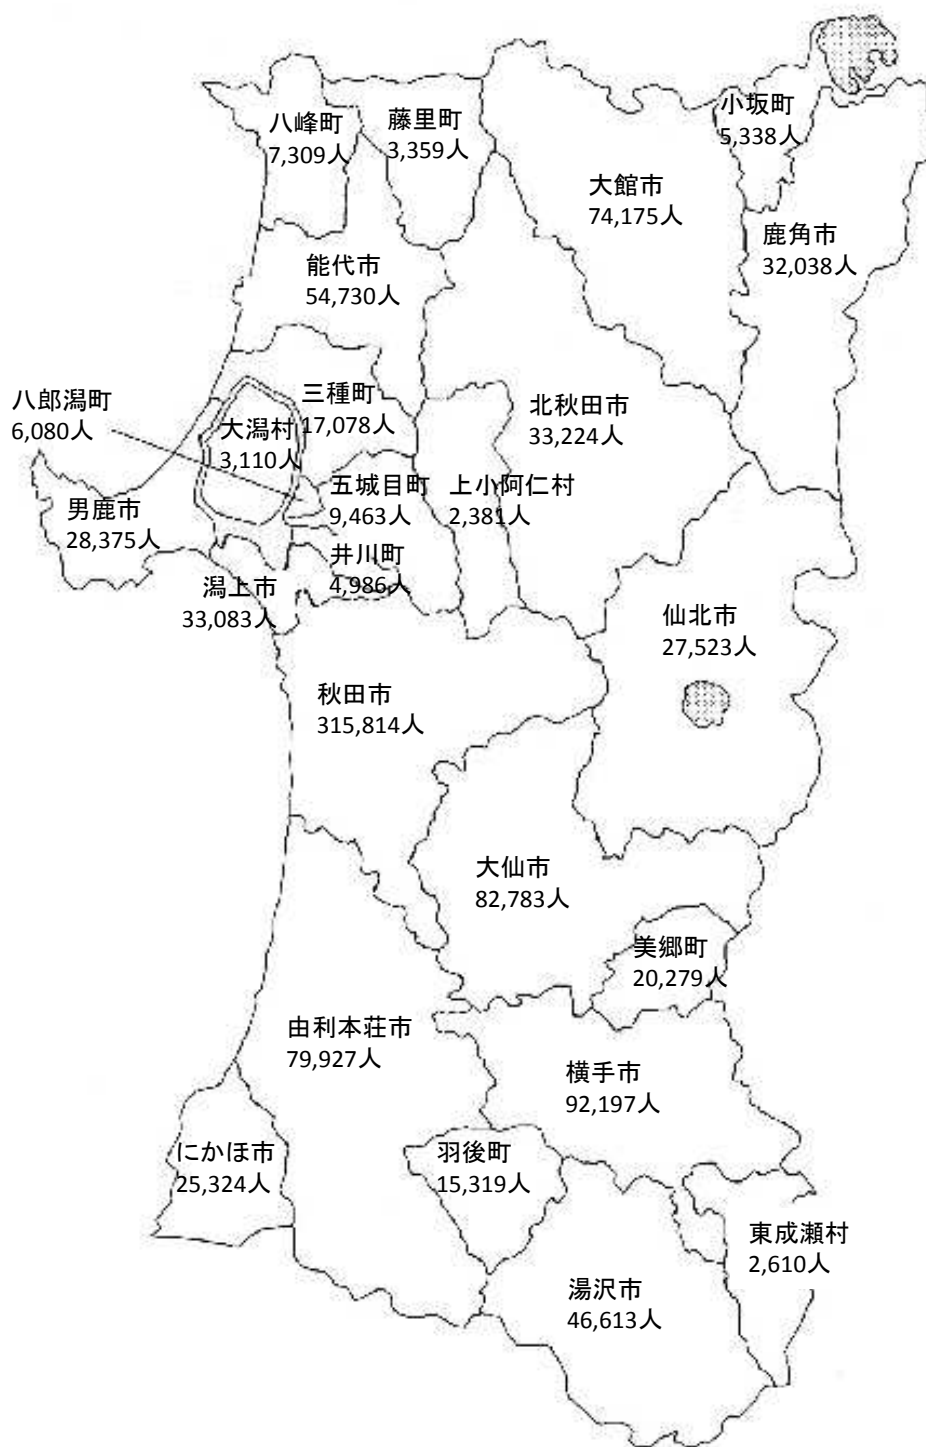 小坂町
5,338人
八峰町
7,309人
藤里町
3,359人
大館市
74,175人
鹿角市
32,038人
能代市
54,730人
八郎潟町
6,080人
三種町
17,078人
大潟村
3,110人
北秋田市
33,224人
五城目町
9,463人
上小阿仁村
2,381人
男鹿市
28,375人
井川町
4,986人
潟上市
33,083人
仙北市
27,523人
秋田市
315,814人
大仙市
82,783人
美郷町
20,279人
由利本荘市
79,927人
横手市
92,197人
にかほ市
25,324人
羽後町
15,319人
東成瀬村
2,610人
湯沢市
46,613人